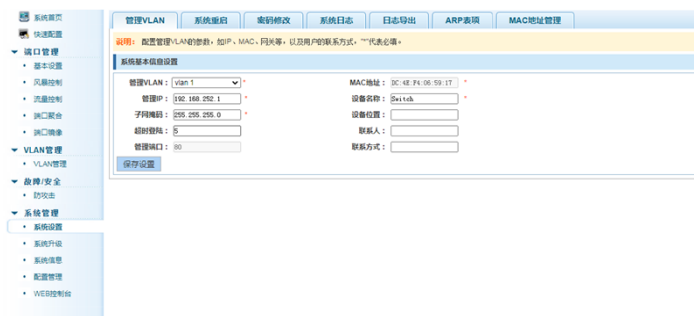 系统首页
快速配置
端口管理
基本设置
风暴控制
流量控制
端口聚合
端口镜像
VLAN管理
VLAN管理
故障/安全
防攻击
系统管理
系统设置
系统升级
系统信息
配置管理
WEB控制台
管理VLAN 系统重启 密码修改 系统日志 日志导出 ARP表项 MAC地址管理
说明： 配置管理VLAN的参数，如IP、MAC、网关等，以及用户的联系方式，"*"代表必填。
系统基本信息设置
管理VLAN： vlan 1 * MAC地址： DC:4E:F4:06:59:17 *
管理IP： 192.168.252.1 * 设备名称： Switch *
子网掩码： 255.255.255.0 * 设备位置：
超时登陆： 5 联系人：
管理端口： 80 联系方式：
保存设置